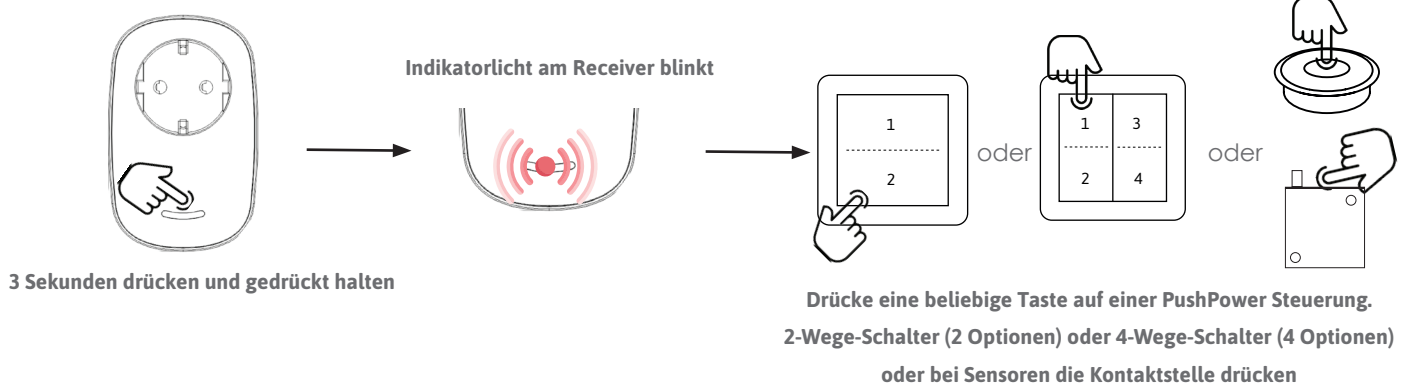 Indikatorlicht am Receiver blinkt
3 Sekunden drücken und gedrückt halten
1
2
oder
1 3
2 4
oder
Drücke eine beliebige Taste auf einer PushPower Steuerung.
2-Wege-Schalter (2 Optionen) oder 4-Wege-Schalter (4 Optionen)
oder bei Sensoren die Kontaktstelle drücken